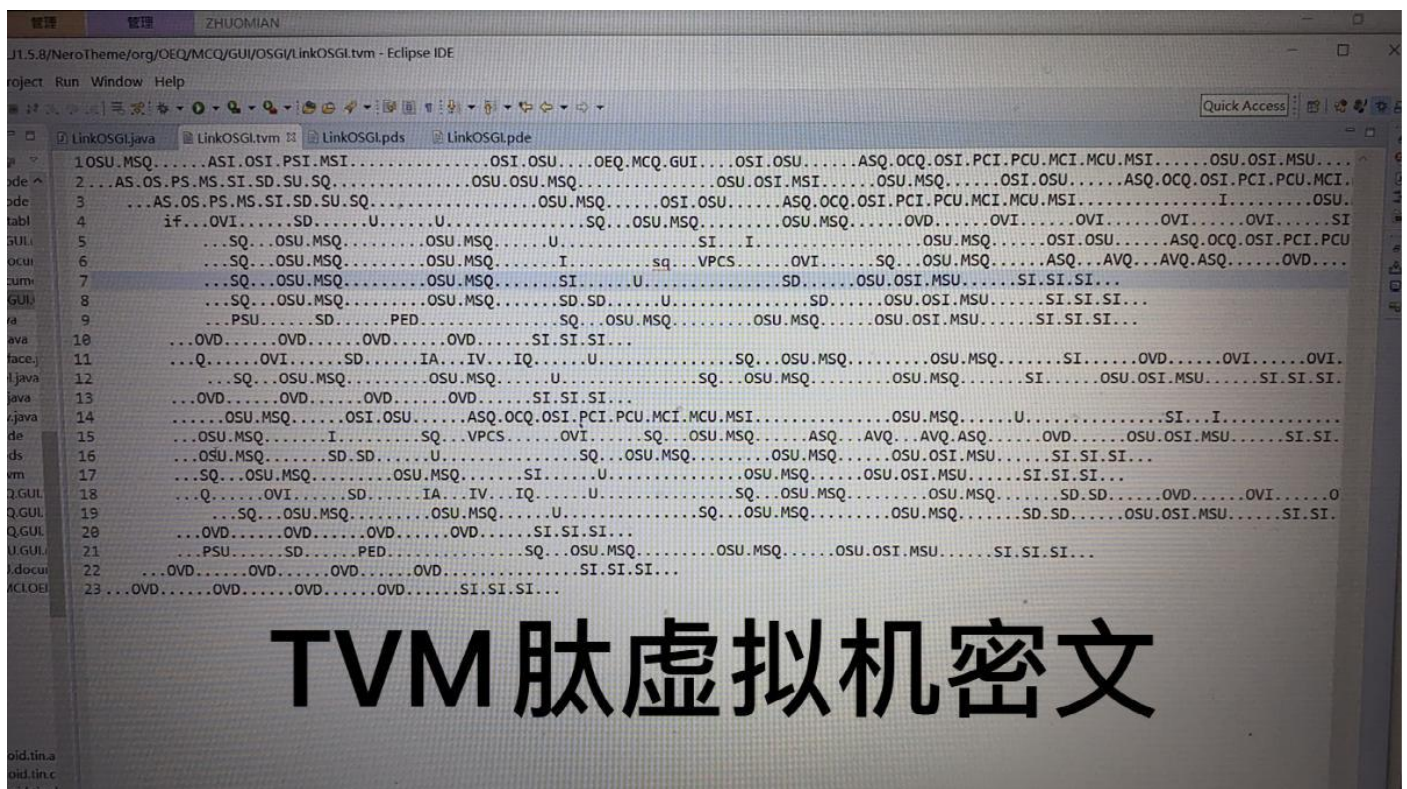 管理 管理 ZHUOMIAN
J1.5.8/NeroTheme/org/OEQ/MCQ/GUI/OSGI/LinkOSGI.tvm - Eclipse IDE
roject Run Window Help
Quick Access
LinkOSGI.java LinkOSGI.tvm LinkOSGI.pds LinkOSGI.pde
1 OSU.MSQ......ASI.OSI.PSI.MSI..............OSI.OSU....OEQ.MCQ.GUI....OSI.OSU......ASQ.OCQ.OSI.PCI.PCU.MCI.MCU.MSI......OSU.OSI.MSU....
2 ...AS.OS.PS.MS.SI.SD.SU.SQ..............OSU.OSU.MSQ..............OSU.OSI.MSI......OSU.MSQ......OSI.OSU......ASQ.OCQ.OSI.PCI.PCU.MCI.
3 ...AS.OS.PS.MS.SI.SD.SU.SQ.................OSU.MSQ......OSI.OSU......ASQ.OCQ.OSI.PCI.PCU.MCI.MCU.MSI..............I...........OSU.
4 if...OVI......SD......U......U..............SQ...OSU.MSQ.........OSU.MSQ......OVD......OVI......OVI......OVI......OVI......SI
5 ...SQ...OSU.MSQ.........OSU.MSQ......U..............SI...I.................OSU.MSQ......OSI.OSU......ASQ.OCQ.OSI.PCI.PCU
6 ...SQ...OSU.MSQ.........OSU.MSQ.......I.........sq...VPCS......OVI......SQ...OSU.MSQ......ASQ...AVQ...AVQ.ASQ......OVD....
7 ...SQ...OSU.MSQ.........OSU.MSQ.......SI......U..............SD......OSU.OSI.MSU......SI.SI.SI...
8 ...SQ...OSU.MSQ.........OSU.MSQ.......SD.SD......U..............SD......OSU.OSI.MSU......SI.SI.SI...
9 ...PSU......SD......PED..............SQ...OSU.MSQ.........OSU.MSQ......OSU.OSI.MSU......SI.SI.SI...
10 ...OVD......OVD......OVD......OVD......SI.SI.SI...
11 ...Q......OVI......SD......IA...IV...IQ......U..............SQ...OSU.MSQ.........OSU.MSQ.......SI......OVD......OVI......OVI.
12 ...SQ...OSU.MSQ.........OSU.MSQ......U..............SQ...OSU.MSQ.........OSU.MSQ.......SI......OSU.OSI.MSU......SI.SI.SI.
13 ...OVD......OVD......OVD......OVD......SI.SI.SI...
14 ......OSU.MSQ......OSI.OSU......ASQ.OCQ.OSI.PCI.PCU.MCI.MCU.MSI..............OSU.MSQ......U..............SI...I.............
15 ...OSU.MSQ.......I.........SQ...VPCS......OVI......SQ...OSU.MSQ......ASQ...AVQ...AVQ.ASQ......OVD......OSU.OSI.MSU......SI.SI.
16 ...OSU.MSQ.......SD.SD......U..............SQ...OSU.MSQ.........OSU.MSQ......OSU.OSI.MSU......SI.SI.SI...
17 ...SQ...OSU.MSQ.........OSU.MSQ.......SI......U..............OSU.MSQ......OSU.OSI.MSU......SI.SI.SI...
18 ...Q......OVI......SD......IA...IV...IQ......U..............SQ...OSU.MSQ.........OSU.MSQ.......SD.SD......OVD......OVI......O
19 ...SQ...OSU.MSQ.........OSU.MSQ......U..............SQ...OSU.MSQ.........OSU.MSQ.......SD.SD......OSU.OSI.MSU......SI.SI.
20 ...OVD......OVD......OVD......OVD......SI.SI.SI...
21 ...PSU......SD......PED..............SQ...OSU.MSQ.........OSU.MSQ......OSU.OSI.MSU......SI.SI.SI...
22 ...OVD......OVD......OVD......OVD..............SI.SI.SI...
23 ...OVD......OVD......OVD......OVD......SI.SI.SI...
TVM肽虚拟机密文
oid.tin.a
oid.tin.c